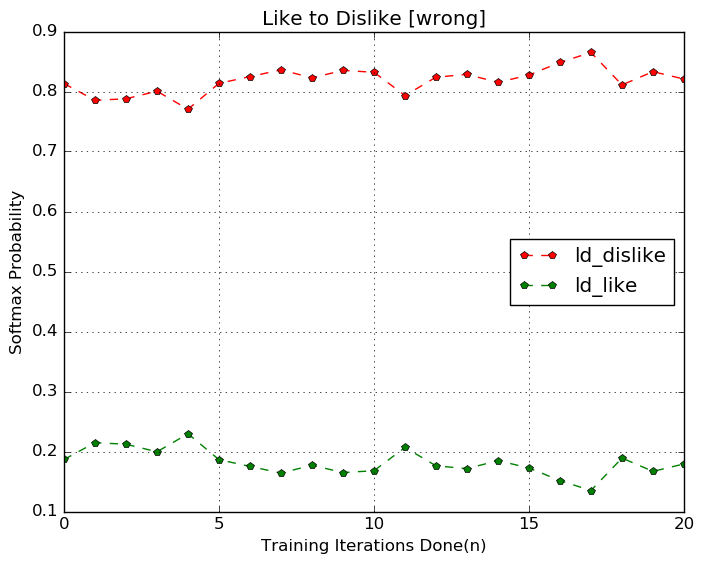 Like to Dislike [wrong]
0.9
0.8
0.7
0.6
0.5
0.4
0.3
0.2
0.1
Softmax Probability
ld_dislike
ld_like
0 5 10 15 20
Training Iterations Done(n)